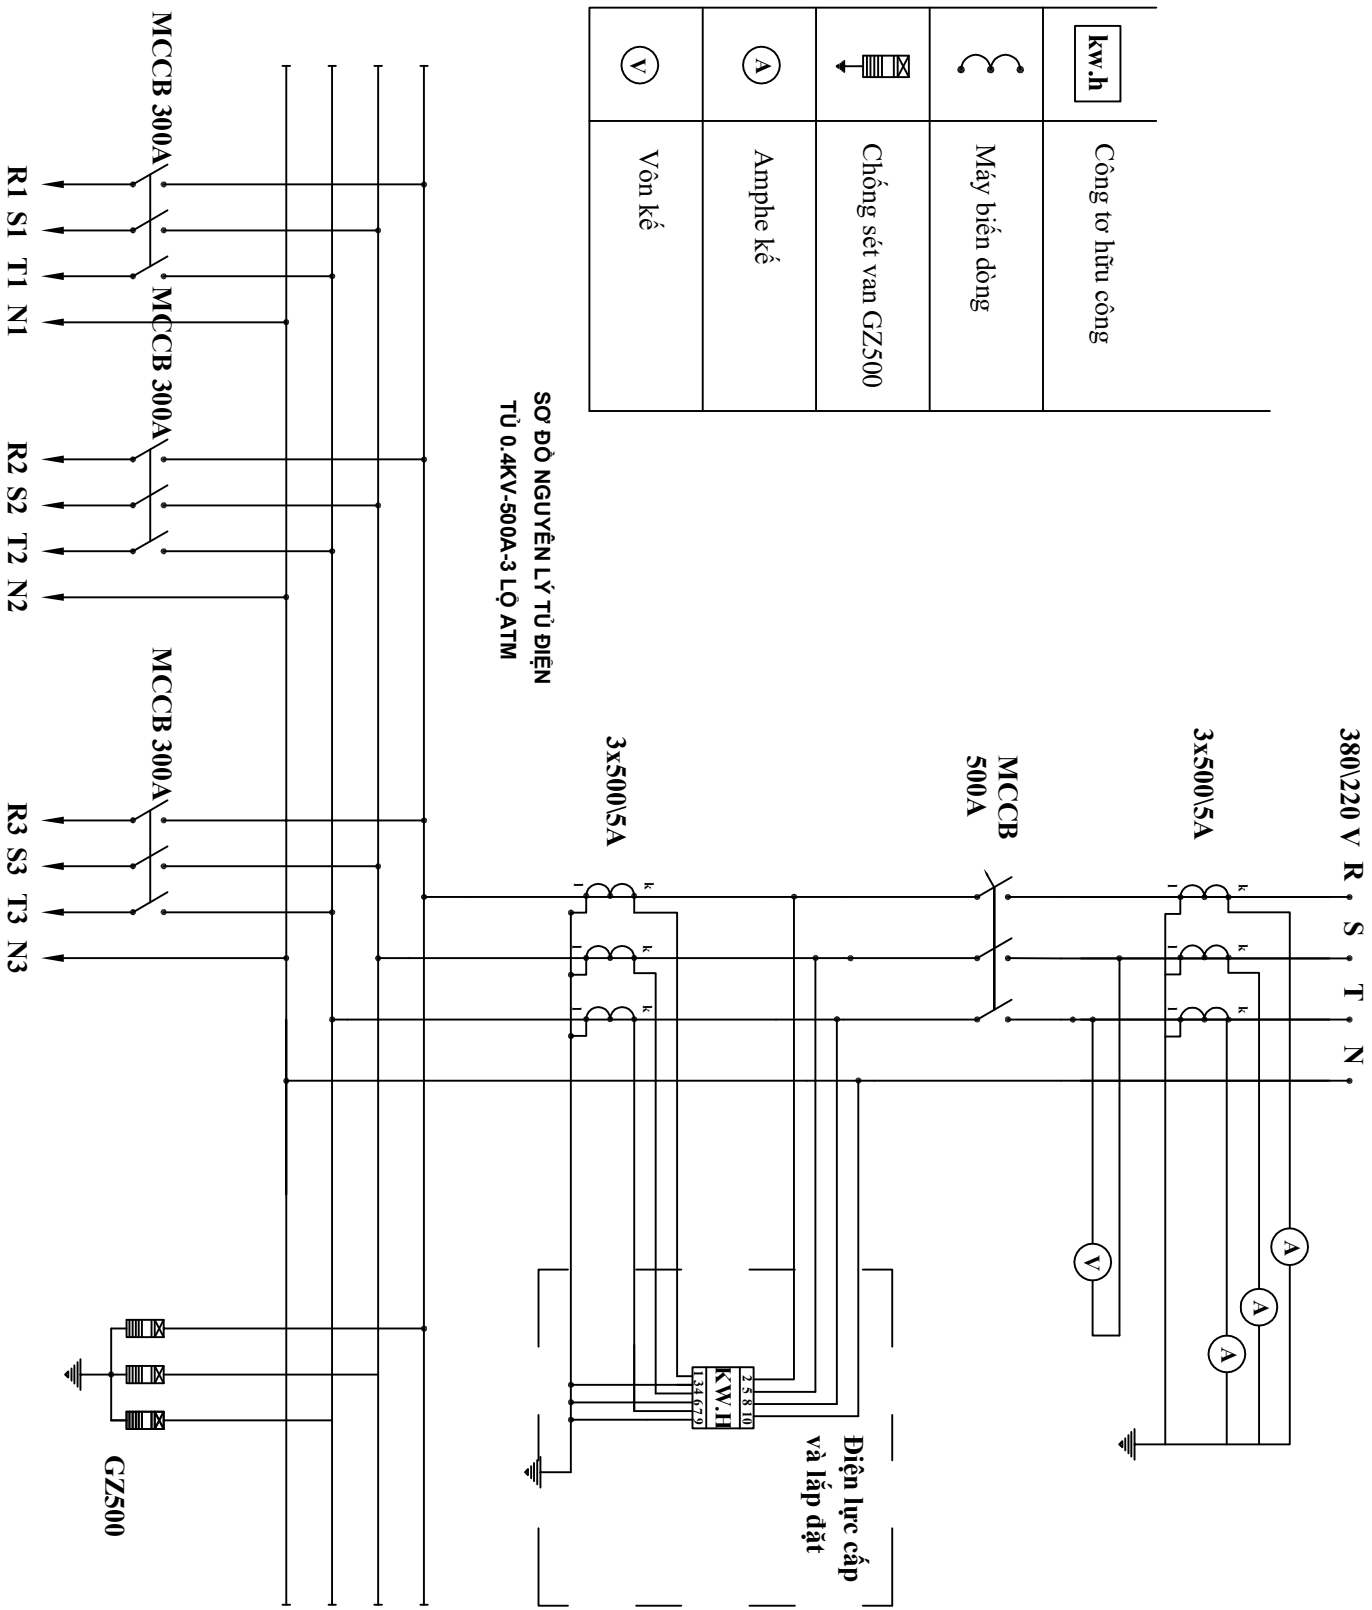 380\220 V R S T N
3x500\5A
k
l
k
l
k
l
A
A
A
V
MCCB
500A
3x500\5A
k
l
k
l
k
l
2 5 8 10
KW.H
1 3 4 6 7 9
Điện lực cấp
và lắp đặt
kw.h Công tơ hữu công
Máy biến dòng
Chống sét van GZ500
A Amphe kế
V Vôn kế
SƠ ĐỒ NGUYÊN LÝ TỦ ĐIỆN
TỦ 0.4KV-500A-3 LỘ ATM
MCCB 300A
MCCB 300A
MCCB 300A
GZ500
R1 S1 T1 N1
R2 S2 T2 N2
R3 S3 T3 N3